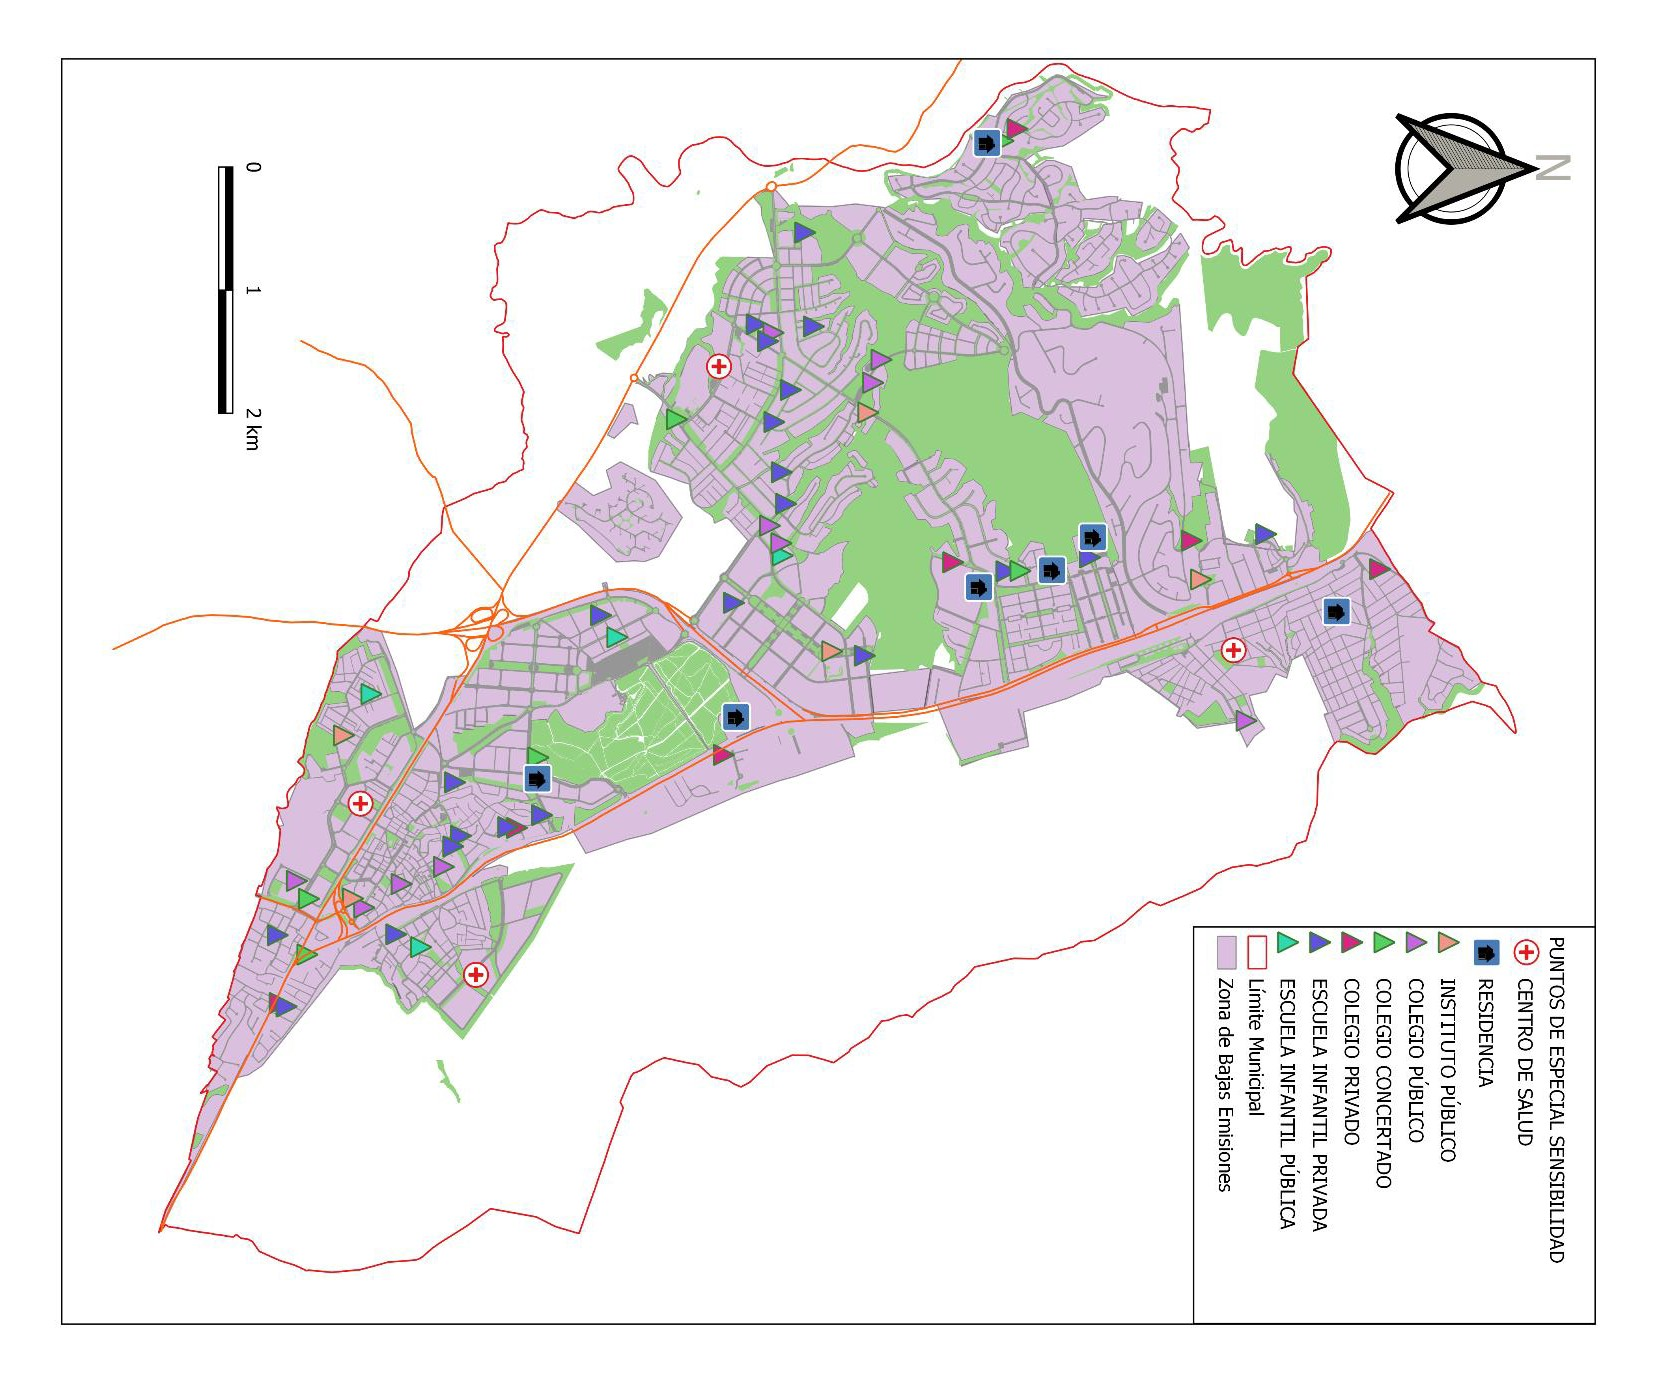 N
0
1
2 km
PUNTOS DE ESPECIAL SENSIBILIDAD
CENTRO DE SALUD
RESIDENCIA
INSTITUTO PÚBLICO
COLEGIO PÚBLICO
COLEGIO CONCERTADO
COLEGIO PRIVADO
ESCUELA INFANTIL PRIVADA
ESCUELA INFANTIL PÚBLICA
Límite Municipal
Zona de Bajas Emisiones